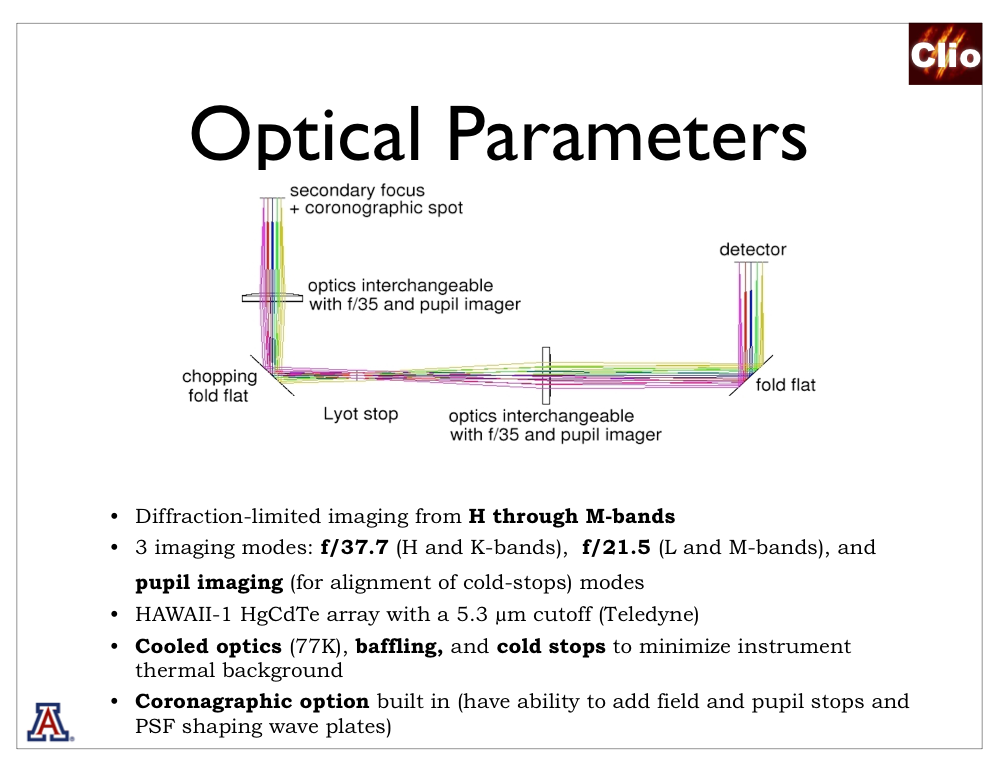 Clio
Optical Parameters
secondary focus
+ coronographic spot
detector
optics interchangeable
with f/35 and pupil imager
chopping
fold flat
fold flat
Lyot stop
optics interchangeable
with f/35 and pupil imager
• Diffraction-limited imaging from H through M-bands
• 3 imaging modes: f/37.7 (H and K-bands), f/21.5 (L and M-bands), and
pupil imaging (for alignment of cold-stops) modes
• HAWAII-1 HgCdTe array with a 5.3 µm cutoff (Teledyne)
• Cooled optics (77K), baffling, and cold stops to minimize instrument
thermal background
• Coronagraphic option built in (have ability to add field and pupil stops and
PSF shaping wave plates)
A